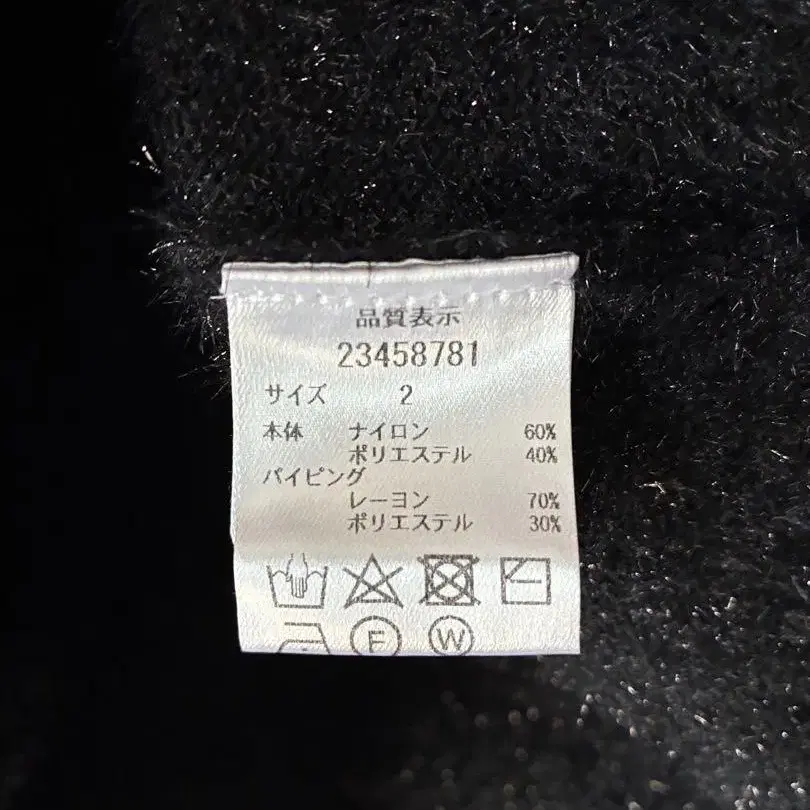 品質表示
23458781
サイズ 2
本体 ナイロン 60%
ポリエステル 40%
パイピング
レーヨン 70%
ポリエステル 30%
F W